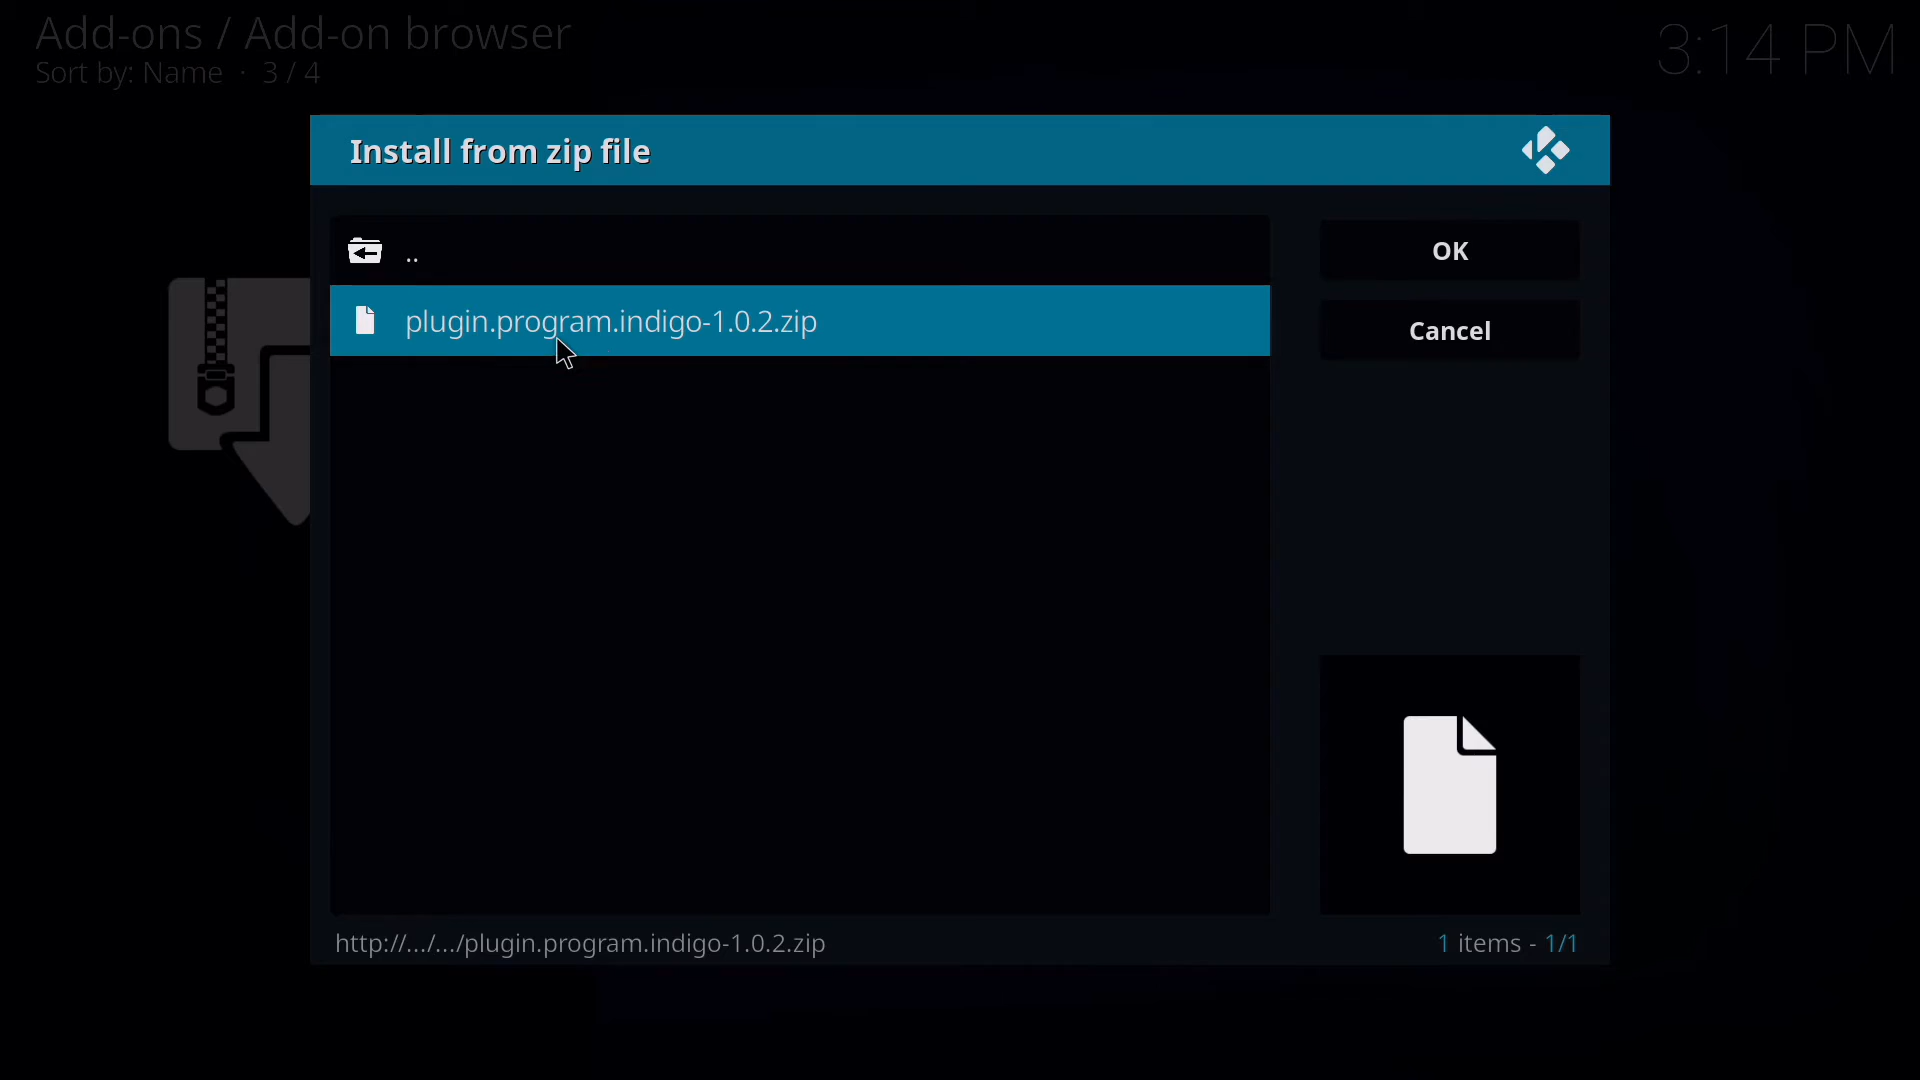 Add-ons / Add-on browser
Sort by: Name · 3 / 4
3:14 PM
Install from zip file
..
plugin.program.indigo-1.0.2.zip
OK
Cancel
http://.../.../plugin.program.indigo-1.0.2.zip
1 items - 1/1